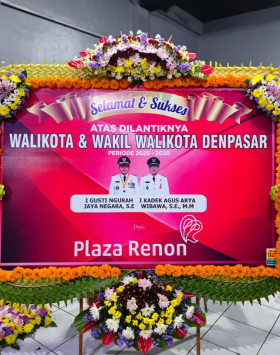 Selamat & Sukses
ATAS DILANTIKNYA
WALIKOTA & WAKIL WALIKOTA DENPASAR
PERIODE 2025 - 2030
I GUSTI NGURAH
JAYA NEGARA, S.E
I KADEK AGUS ARYA
WIBAWA, S.E., M.M
Plaza Renon